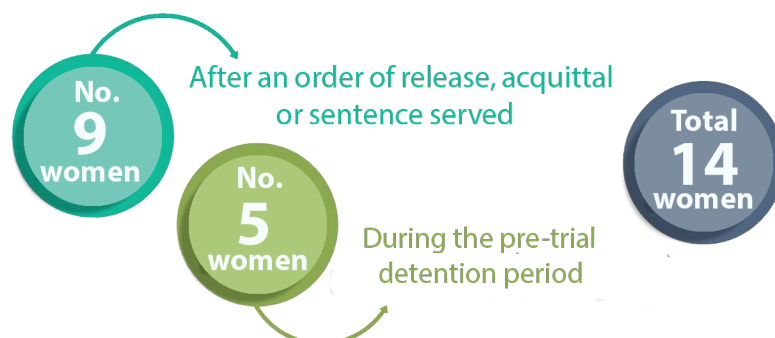 No.
9
women
After an order of release, acquittal
or sentence served
No.
5
women
During the pre-trial
detention period
Total
14
women